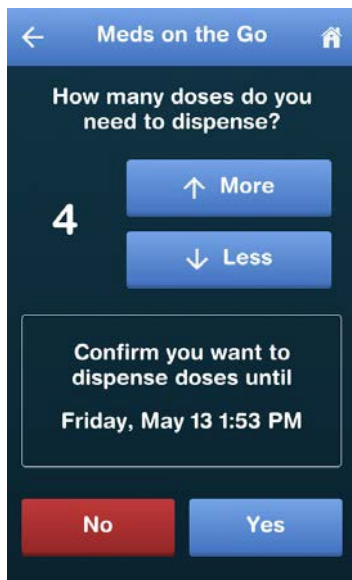 Meds on the Go
How many doses do you
need to dispense?
4
↑ More
↓ Less
Confirm you want to
dispense doses until
Friday, May 13 1:53 PM
No
Yes